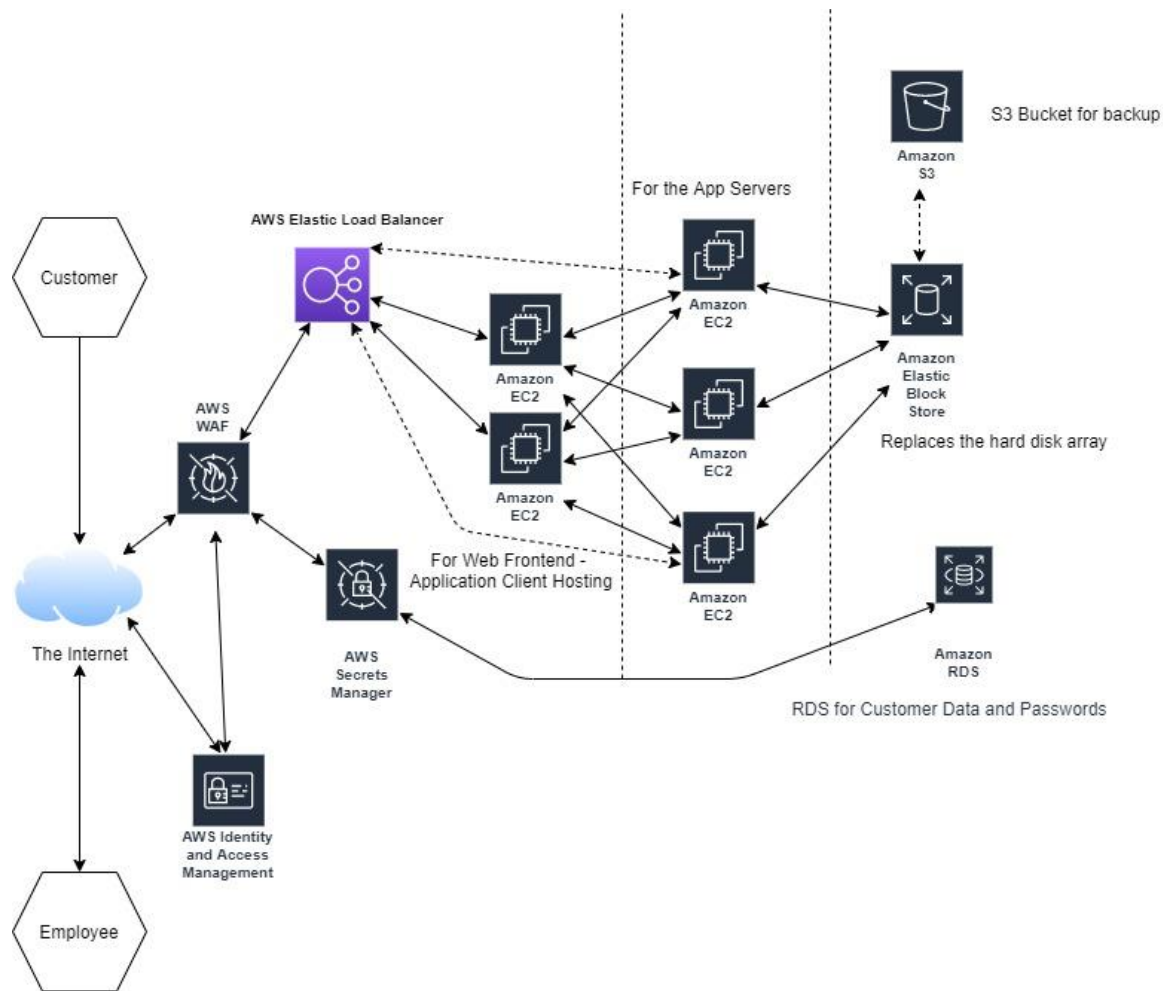 S3 Bucket for backup
Amazon
S3
For the App Servers
AWS Elastic Load Balancer
Customer
Amazon
EC2
Amazon
EC2
Amazon
Elastic
Block
Store
AWS
WAF
Replaces the hard disk array
Amazon
EC2
Amazon
EC2
For Web Frontend -
Application Client Hosting
Amazon
EC2
The Internet
AWS
Secrets
Manager
Amazon
RDS
RDS for Customer Data and Passwords
AWS Identity
and Access
Management
Employee